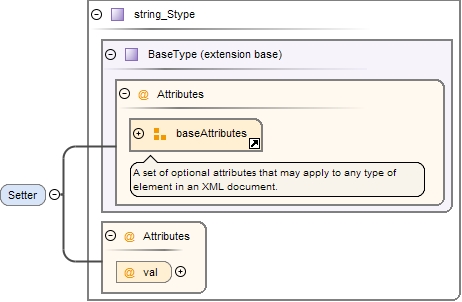 string_Stype
BaseType (extension base)
@ Attributes
baseAttributes
A set of optional attributes that may apply to any type of
element in an XML document.
Setter
@ Attributes
@ val